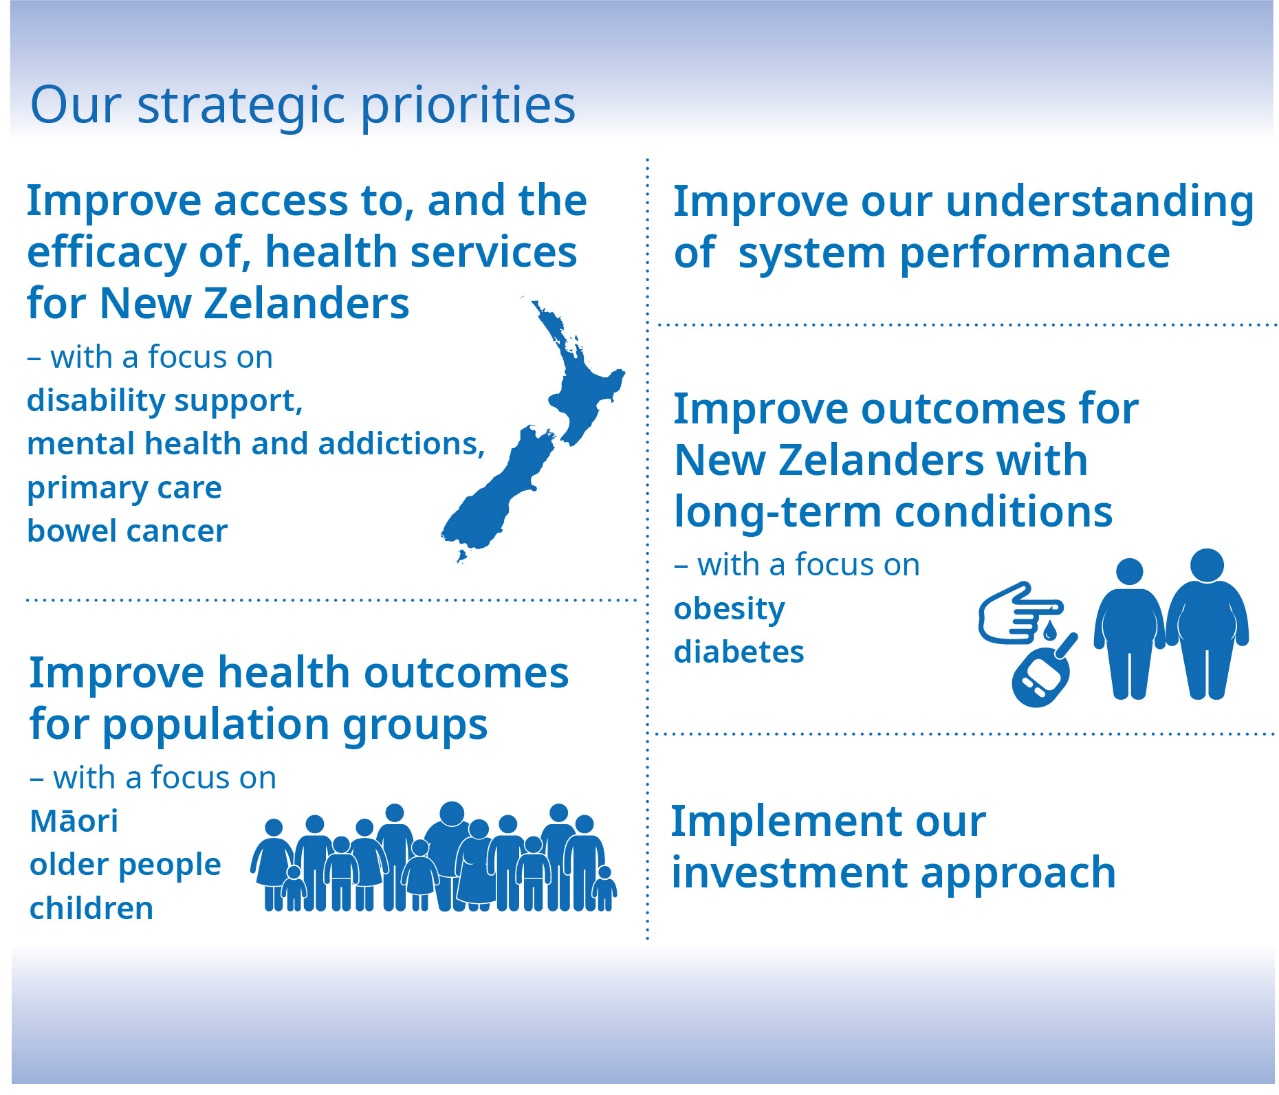 Our strategic priorities
Improve access to, and the
efficacy of, health services
for New Zelanders
– with a focus on
disability support,
mental health and addictions,
primary care
bowel cancer
Improve health outcomes
for population groups
– with a focus on
Māori
older people
children
Improve our understanding
of  system performance
Improve outcomes for
New Zelanders with
long-term conditions
– with a focus on
obesity
diabetes
Implement our
investment approach